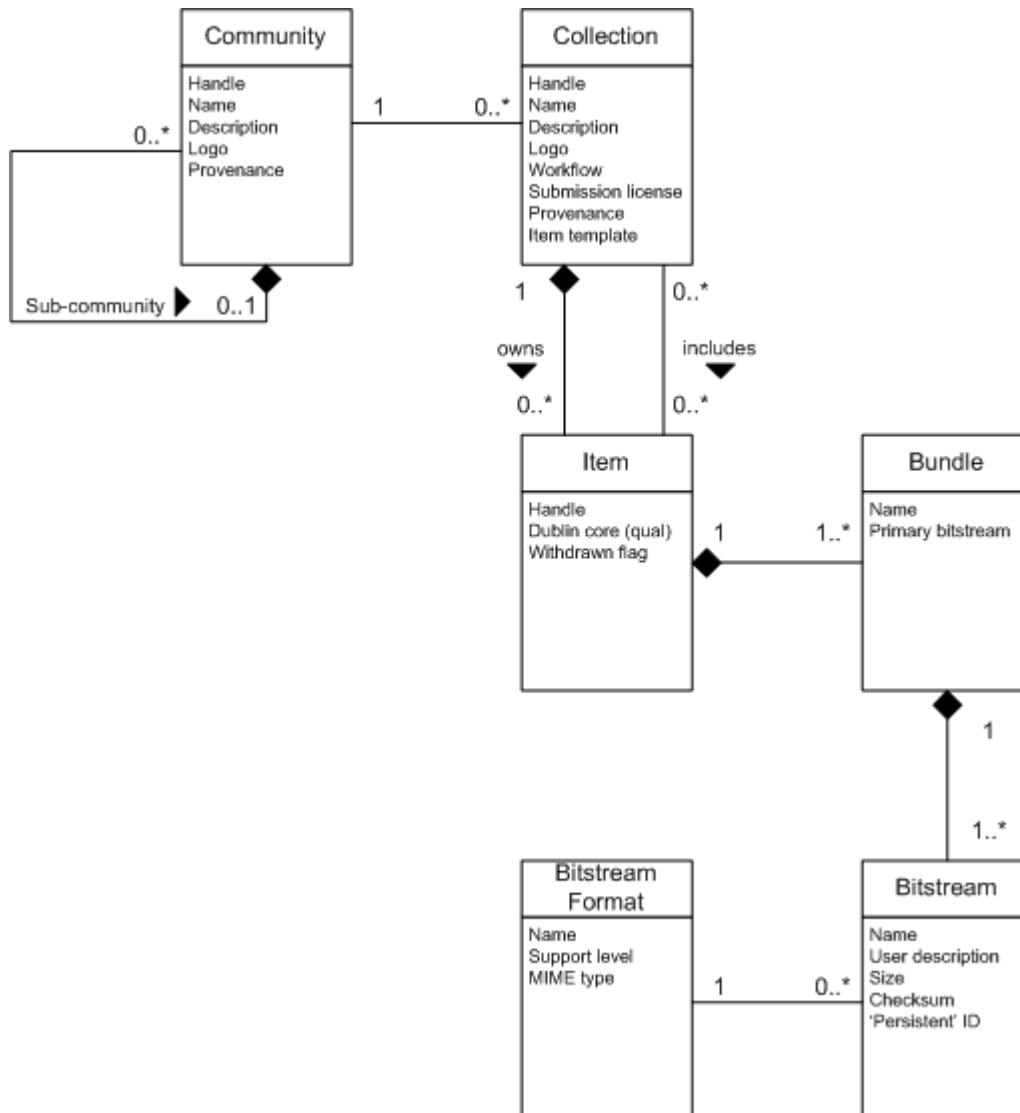 Community
Handle
Name
Description
Logo
Provenance
1
0..*
Collection
Handle
Name
Description
Logo
Workflow
Submission license
Provenance
Item template
0..*
Sub-community
0..1
1
0..*
owns
includes
0..*
0..*
Item
Handle
Dublin core (qual)
Withdrawn flag
1
1..*
Bundle
Name
Primary bitstream
1
1..*
Bitstream
Format
Name
Support level
MIME type
1
0..*
Bitstream
Name
User description
Size
Checksum
‘Persistent’ ID